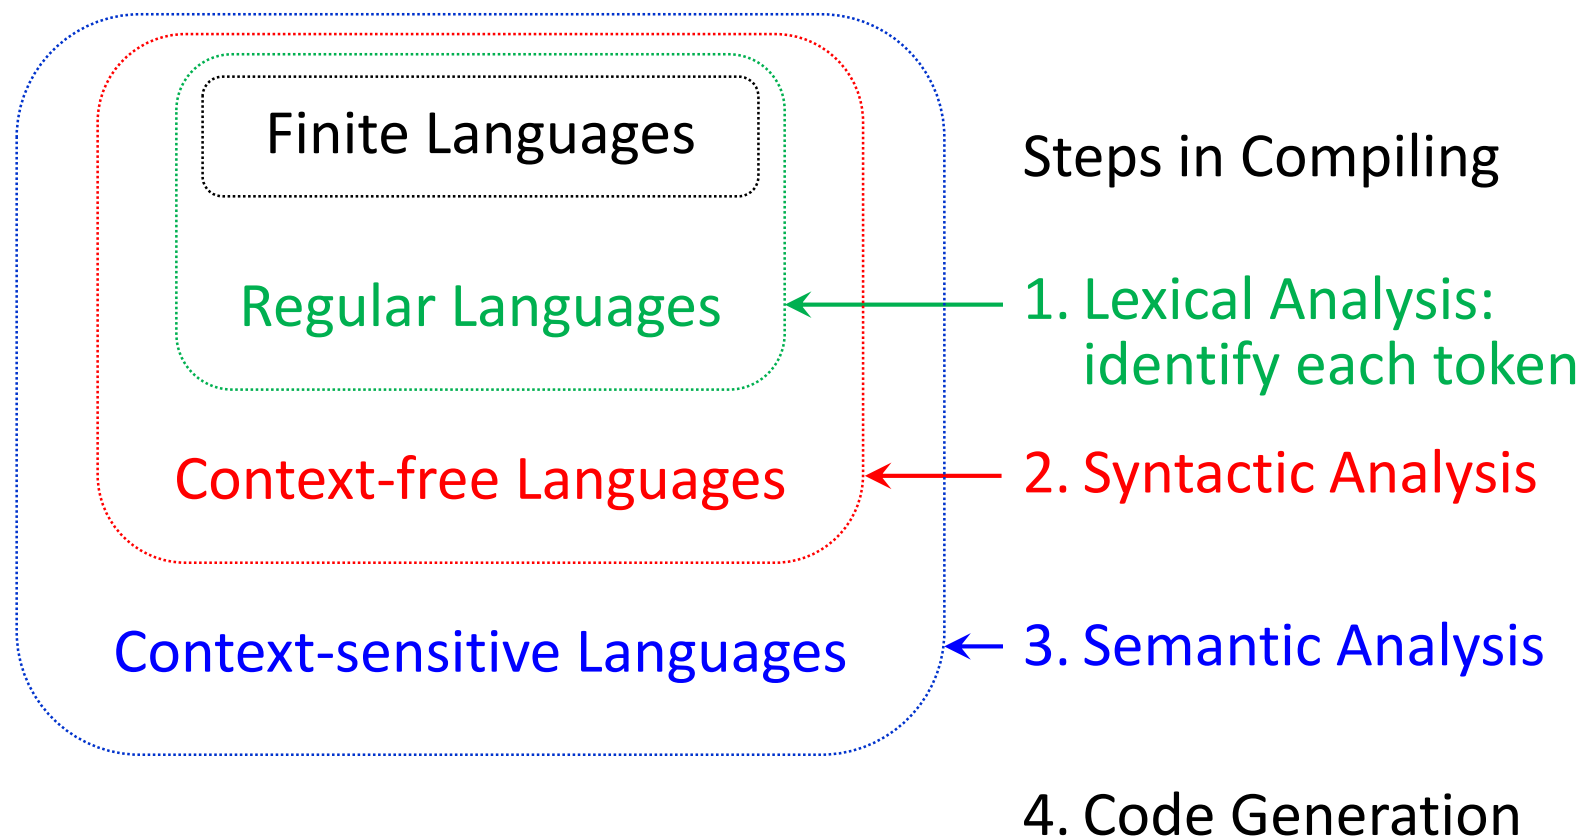 Finite Languages
Regular Languages
Context-free Languages
Context-sensitive Languages
Steps in Compiling
1. Lexical Analysis:
identify each token
2. Syntactic Analysis
3. Semantic Analysis
4. Code Generation